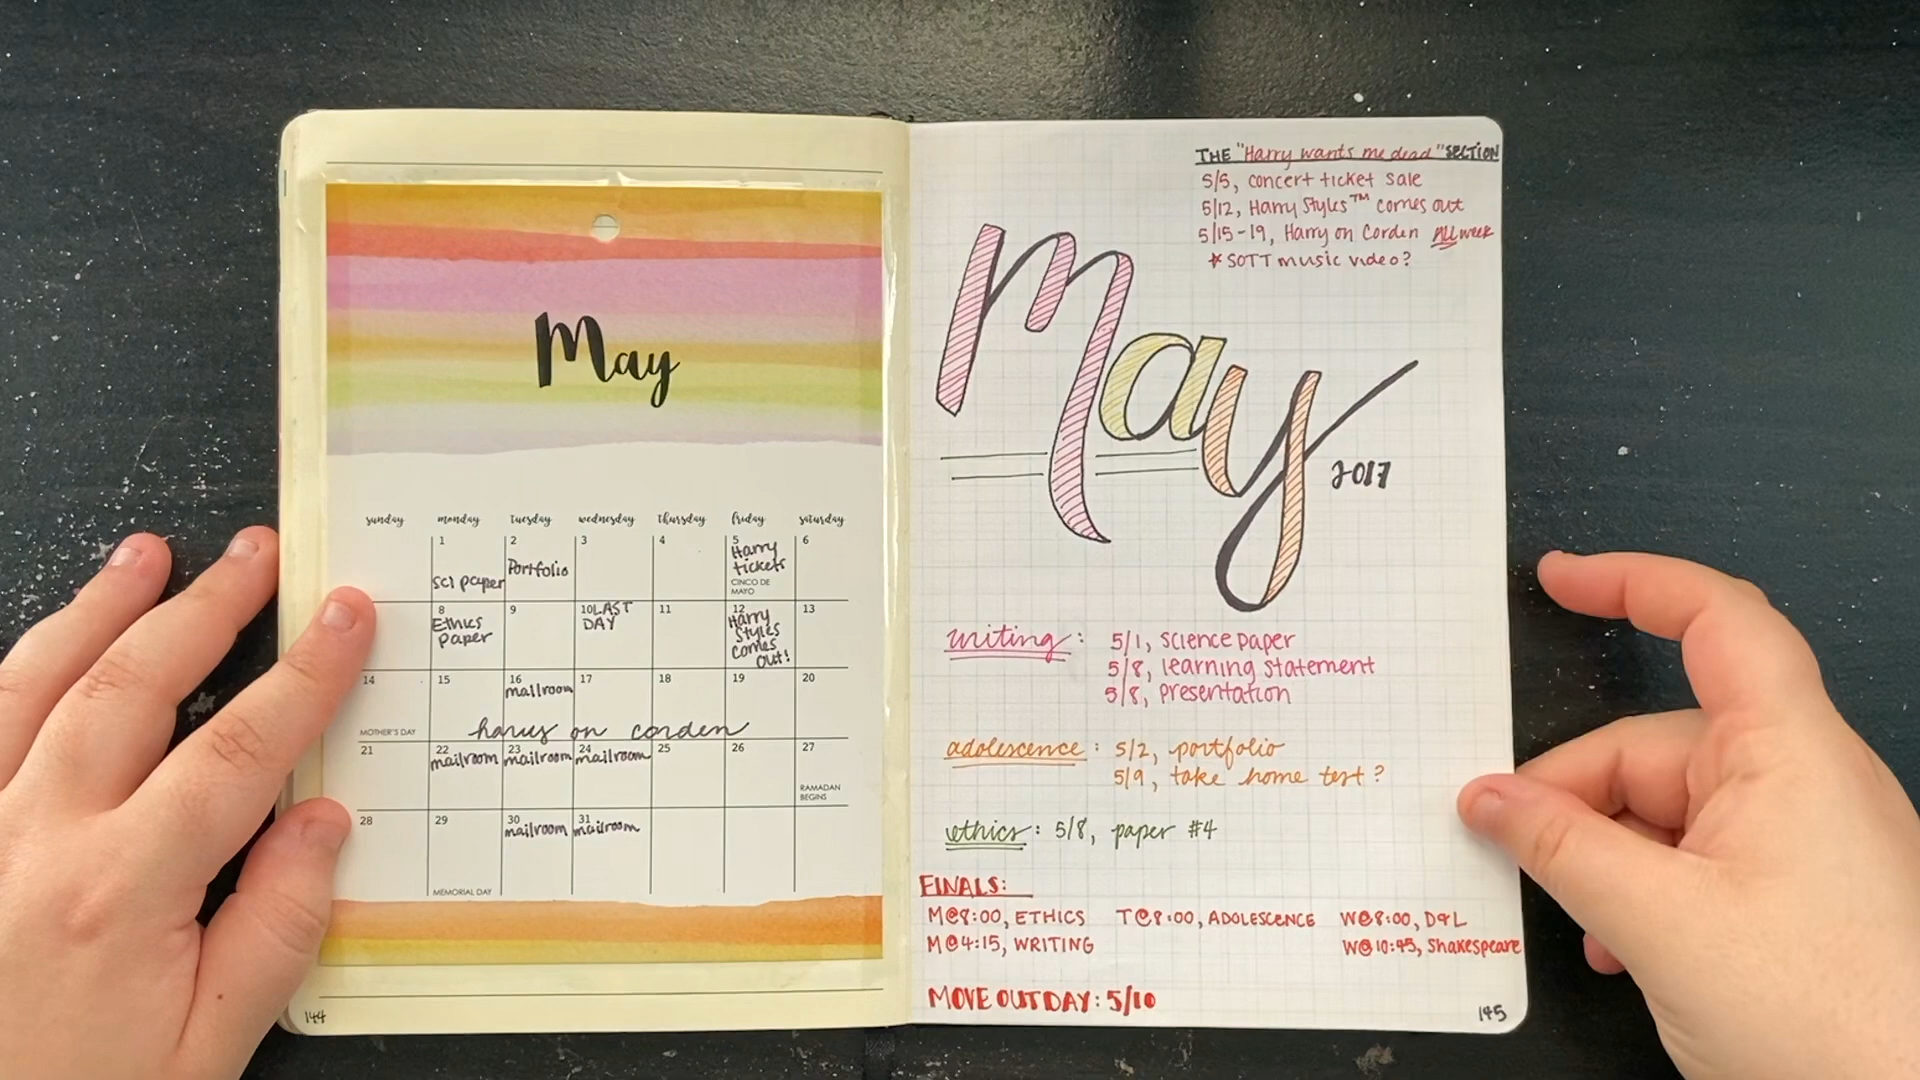 May
sunday monday tuesday wednesday thursday friday saturday
1 2 3 4 5 6
sci paper
Portfolio
Harry
tickets
CINCO DE
MAYO
8 9 10 11 12 13
Ethics
paper
LAST
DAY
Harry
Styles
comes
out!
14 15 16 17 18 19 20
mailroom
MOTHER'S DAY
on corden
21 22 23 24 25 26 27
mailroom mailroom mailroom
RAMADAN
BEGINS
28 29 30 31
mailroom mailroom
MEMORIAL DAY
144
THE "Harry wants me dead" SECTION
5/5, concert ticket sale
5/12, Harry Styles™ comes out
5/15-19, Harry on Corden ALL week
* SOTT music video?
May
2017
writing: 5/1, science paper
5/8, learning statement
5/8, presentation
adolescence: 5/2, portfolio
5/9, take home test?
ethics: 5/8, paper #4
FINALS:
M@8:00, ETHICS T@8:00, ADOLESCENCE W@8:00, D&L
M@4:15, WRITING W@10:45, Shakespeare
MOVE OUT DAY: 5/10
145